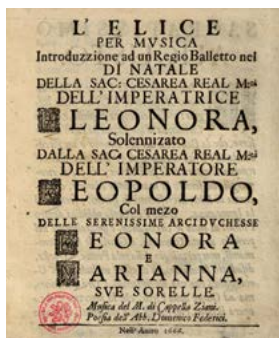 L'ELICE
PER MVSICA
Introduzzione ad un Regio Balletto nel
DI NATALE
DELLA SAC: CESAREA REAL M:tà
DELL'IMPERATRICE
LEONORA,
Solennizato
DALLA SAC: CESAREA REAL M:tà
DELL'IMPERATORE
LEOPOLDO,
Col mezo
DELLE SERENISSIME ARCIDVCHESSE
LEONORA
E
MARIANNA,
SVE SORELLE.
Musica del M. di Cappella Ziani.
Poesia dell'Abb. Domenico Federici.
Nell'Anno 1666.